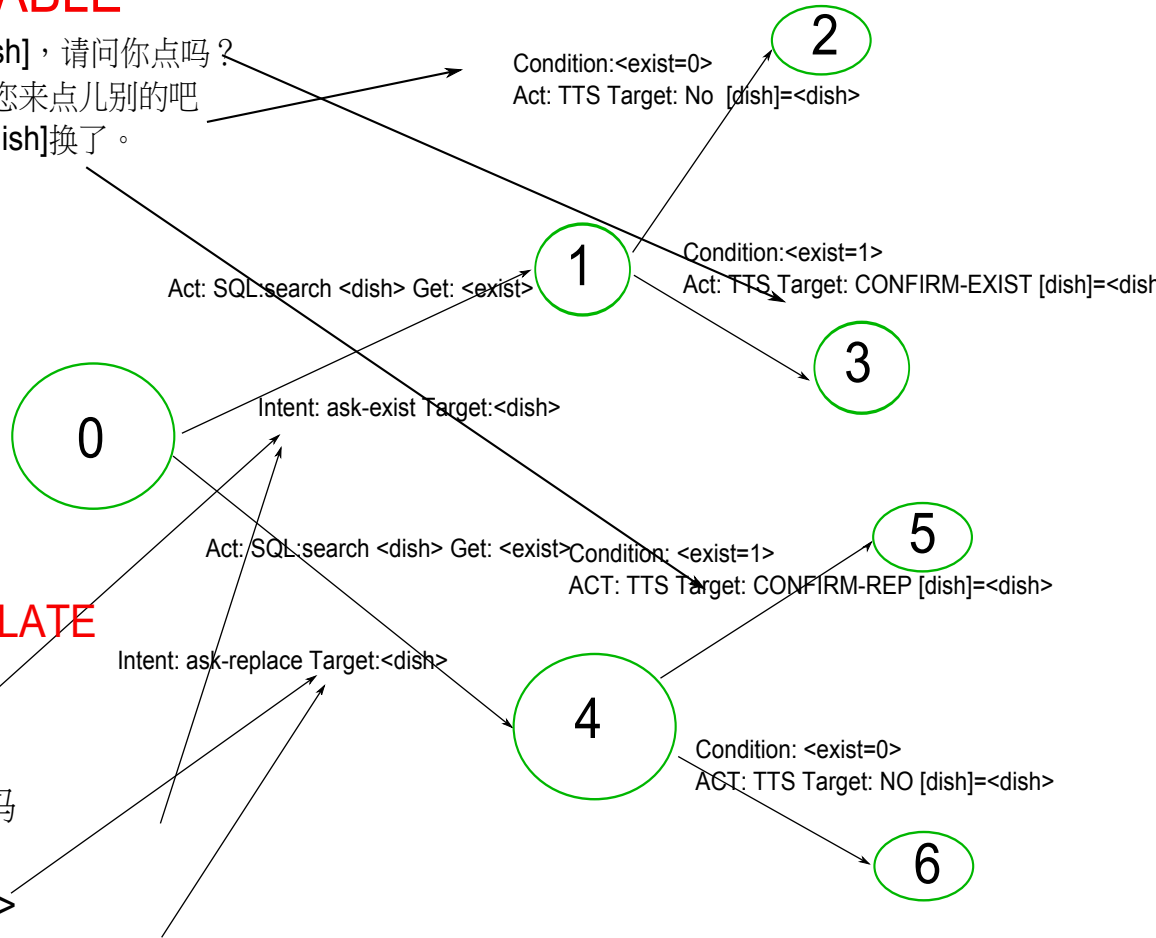 ABLE
sh]，请问你点吗？
您来点儿别的吧
ish]换了。
Condition:<exist=0>
Act: TTS Target: No [dish]=<dish>
2
1
Condition:<exist=1>
Act: TTS Target: CONFIRM-EXIST [dish]=<dish
Act: SQL:search <dish> Get: <exist>
3
Intent: ask-exist Target:<dish>
0
Act: SQL:search <dish> Get: <exist>
Condition: <exist=1>
ACT: TTS Target: CONFIRM-REP [dish]=<dish>
5
LATE
Intent: ask-replace Target:<dish>
4
Condition: <exist=0>
ACT: TTS Target: NO [dish]=<dish>
吗
6
>